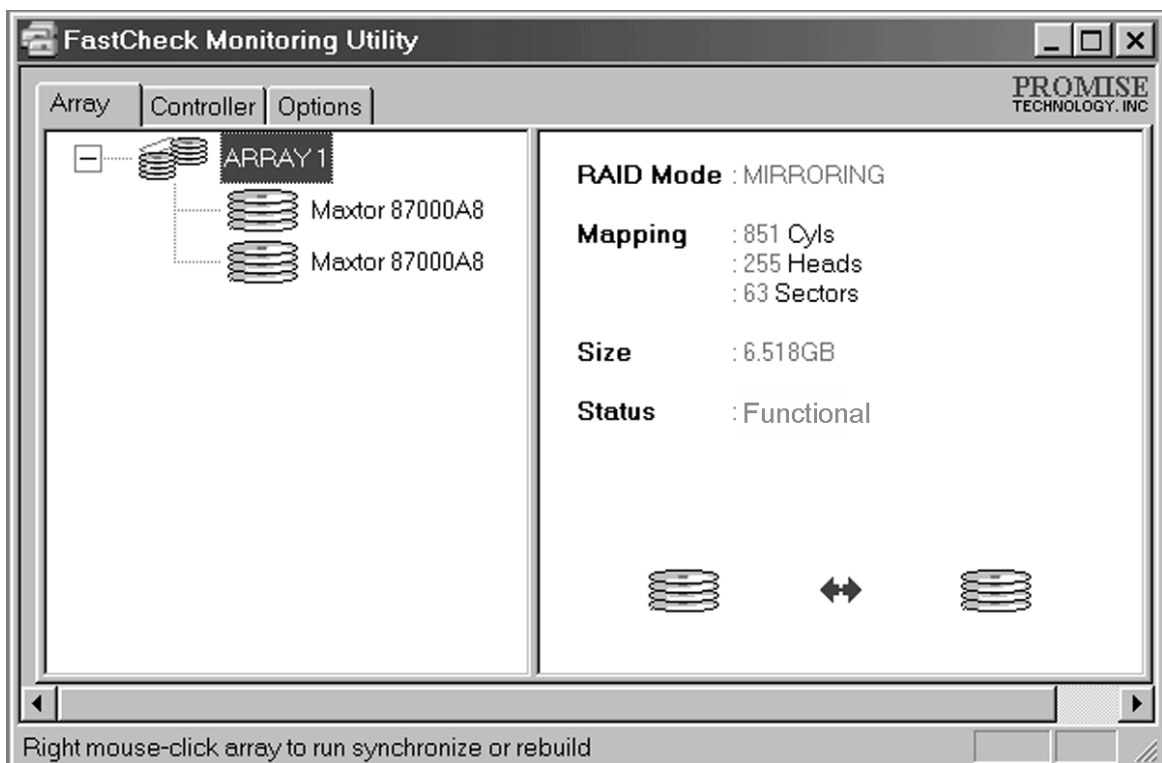 FastCheck Monitoring Utility
Array
Controller
Options
PROMISE
TECHNOLOGY. INC
ARRAY 1
Maxtor 87000A8
Maxtor 87000A8
RAID Mode : MIRRORING
Mapping : 851 Cyls
: 255 Heads
: 63 Sectors
Size : 6.518GB
Status : Functional
Right mouse-click array to run synchronize or rebuild